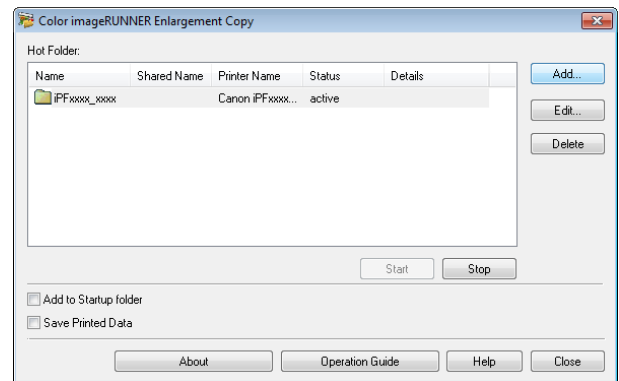 Color imageRUNNER Enlargement Copy
Hot Folder:
Name Shared Name Printer Name Status Details
iPFxxxx_xxxx Canon iPFxxxx... active
Add...
Edit...
Delete
Start Stop
Add to Startup folder
Save Printed Data
About Operation Guide Help Close